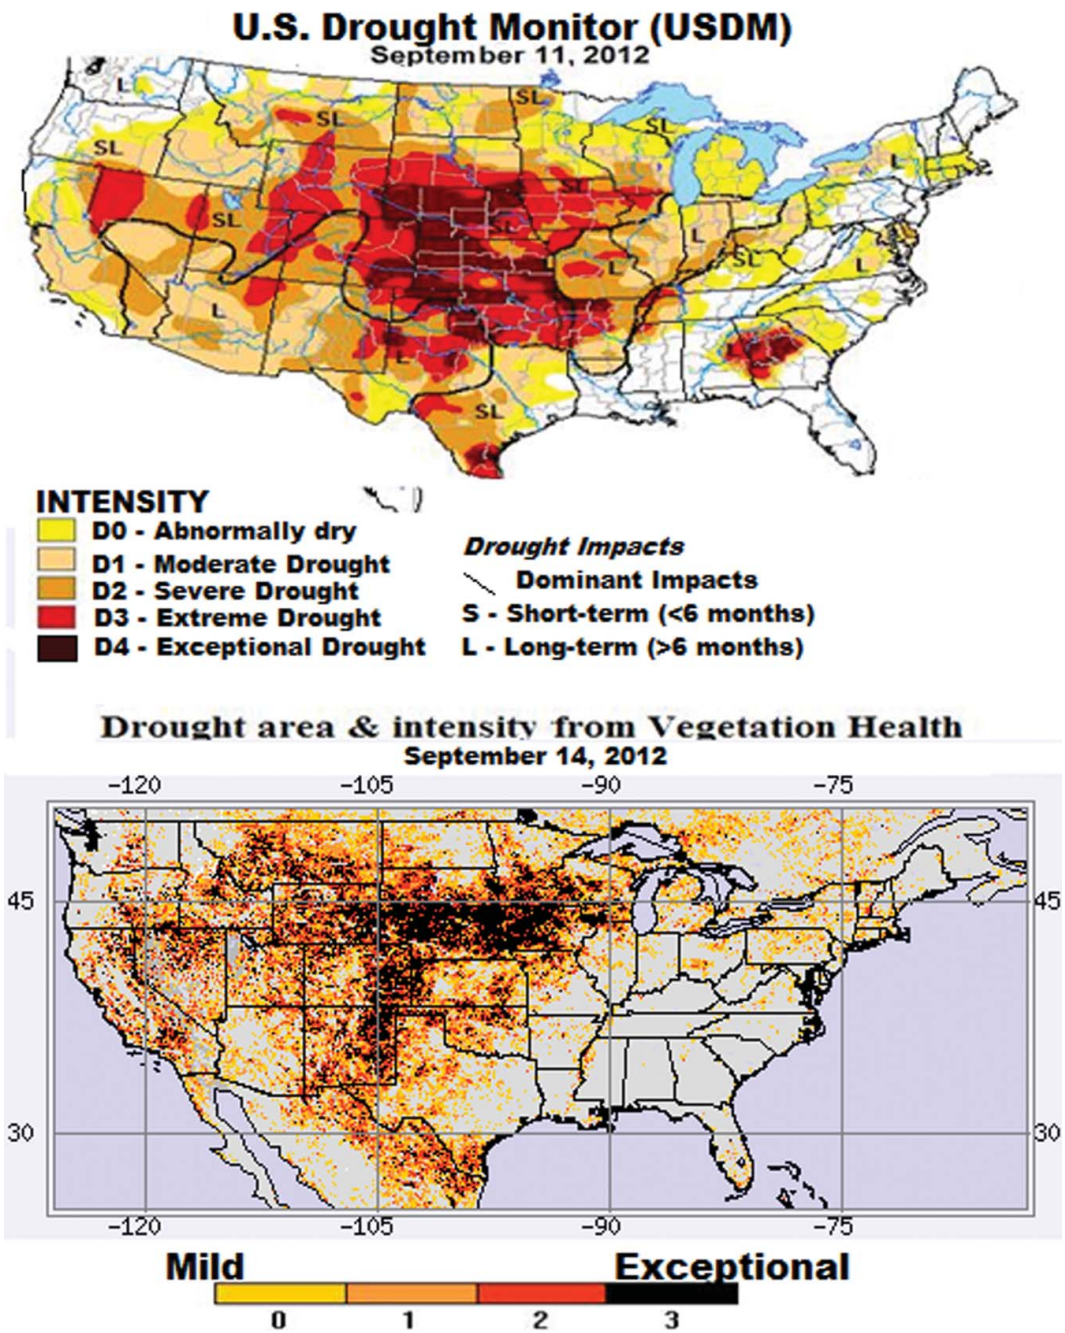 U.S. Drought Monitor (USDM)
September 11, 2012
L
SL
SL
SL
SL
L
SL
SL
SL
L
SL
L
L
SL
L
L
L
SL
INTENSITY
D0 - Abnormally dry
D1 - Moderate Drought
D2 - Severe Drought
D3 - Extreme Drought
D4 - Exceptional Drought
Drought Impacts
Dominant Impacts
S - Short-term (<6 months)
L - Long-term (>6 months)
Drought area & intensity from Vegetation Health
September 14, 2012
-120 -105 -90 -75
45 45
30 30
-120 -105 -90 -75
Mild Exceptional
0 1 2 3